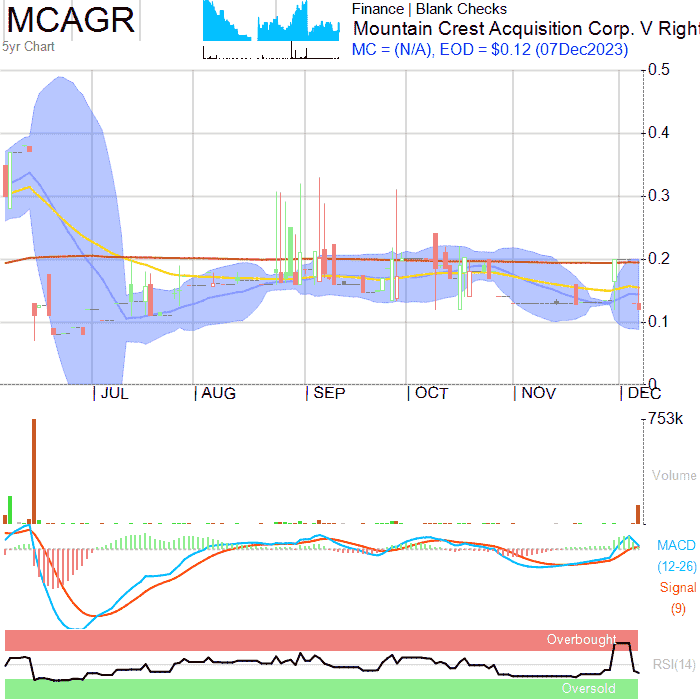 MCAGR
5yr Chart
Finance | Blank Checks
Mountain Crest Acquisition Corp. V Right
MC = (N/A), EOD = $0.12 (07Dec2023)
0.5
0.4
0.3
0.2
0.1
0
JUL AUG SEP OCT NOV DEC
753k
Volume
MACD
(12-26)
Signal
(9)
Overbought
RSI(14)
Oversold